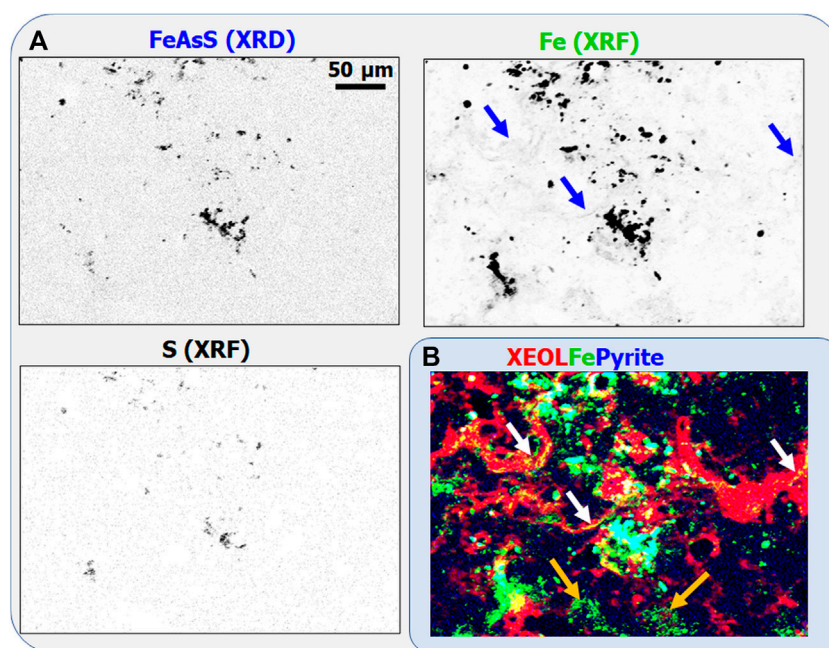 A
FeAsS (XRD)
50 µm
Fe (XRF)
S (XRF)
B
XEOLFePyrite